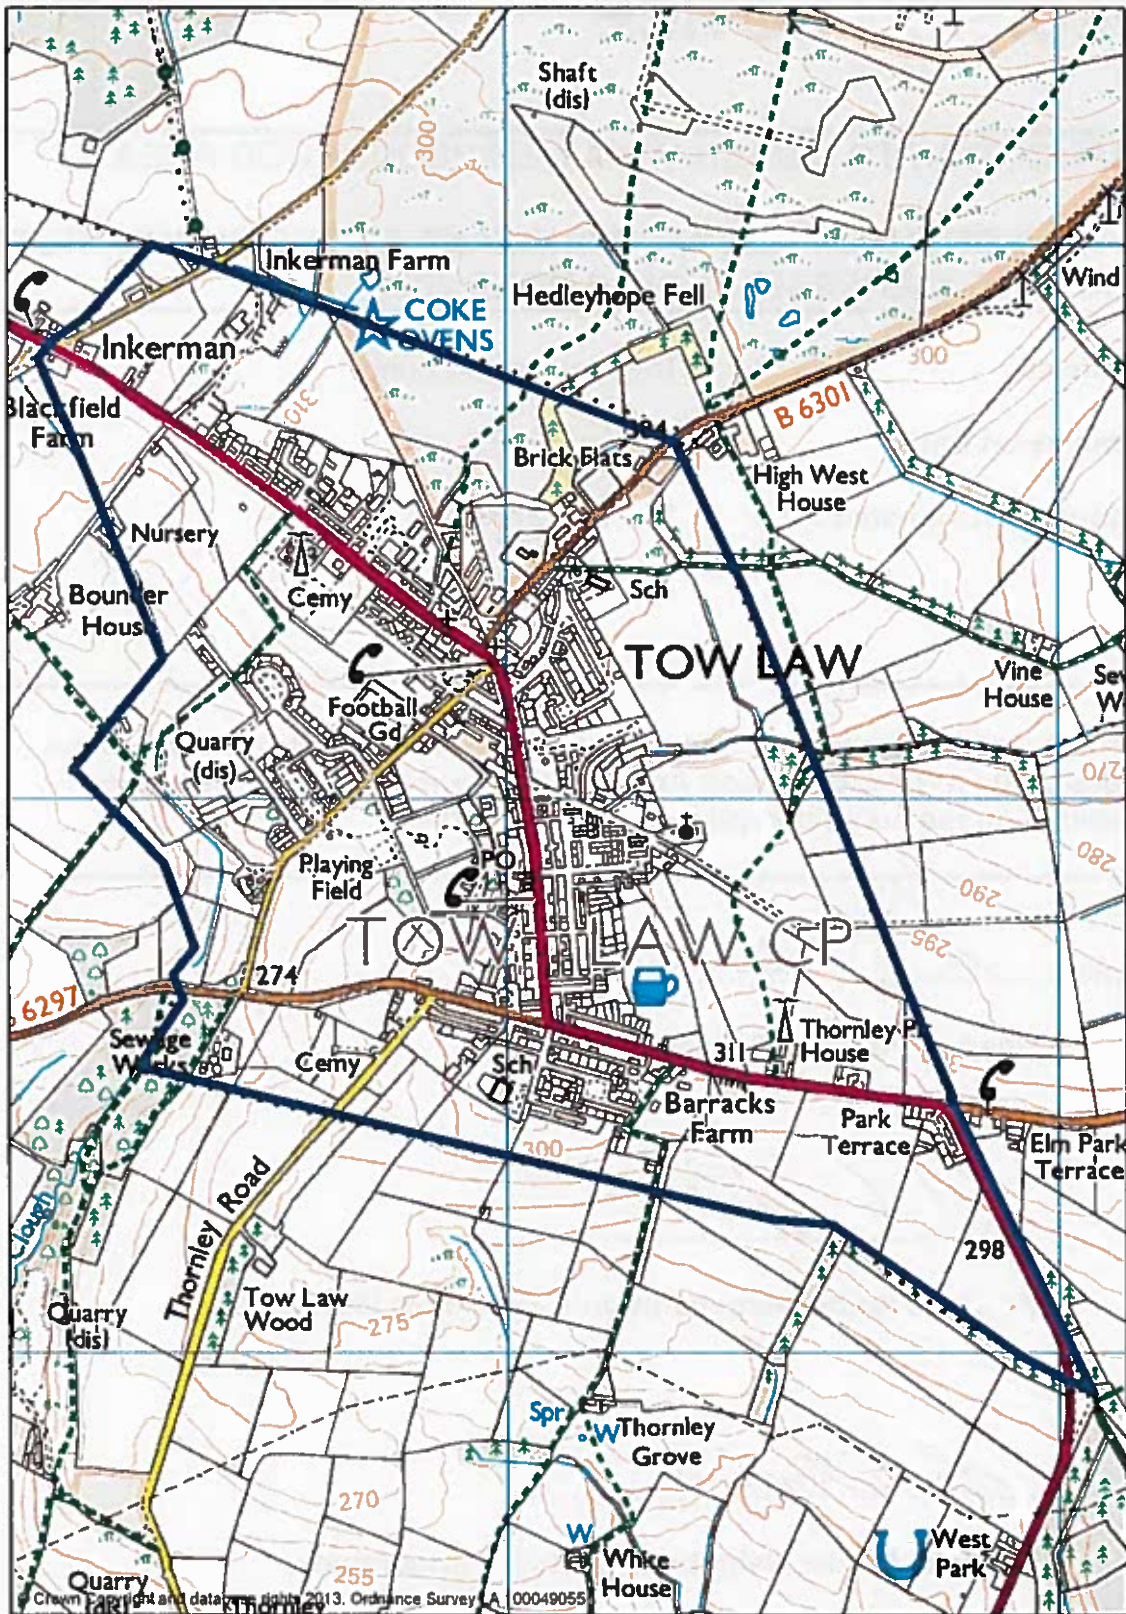 Shaft
(dis)
300
Inkerman Farm
Wind
COKE
OVENS
Hedleyhope Fell
Inkerman
300
B 6301
310
Blackfield
Farm
Brick Flats
High West
House
Nursery
Sch
Cemy
Bounder
House
TOW LAW
Vine
House
Football
Gd
Quarry
(dis)
270
PO
Playing
Field
280
290
TOW LAW CP
295
274
6297
Sewage
Works
Cemy
Sch
311
Thornley
House
Barracks
Farm
Park
Terrace
Elm Park
Terrace
300
Clough
Thornley Road
298
Tow Law
Wood
275
Quarry
(dis)
Spr
W
Thornley
Grove
270
W
White
House
West
Park
255
Quarry
(dis)
Thornley
© Crown Copyright and database rights 2013. Ordnance Survey LA 100049055